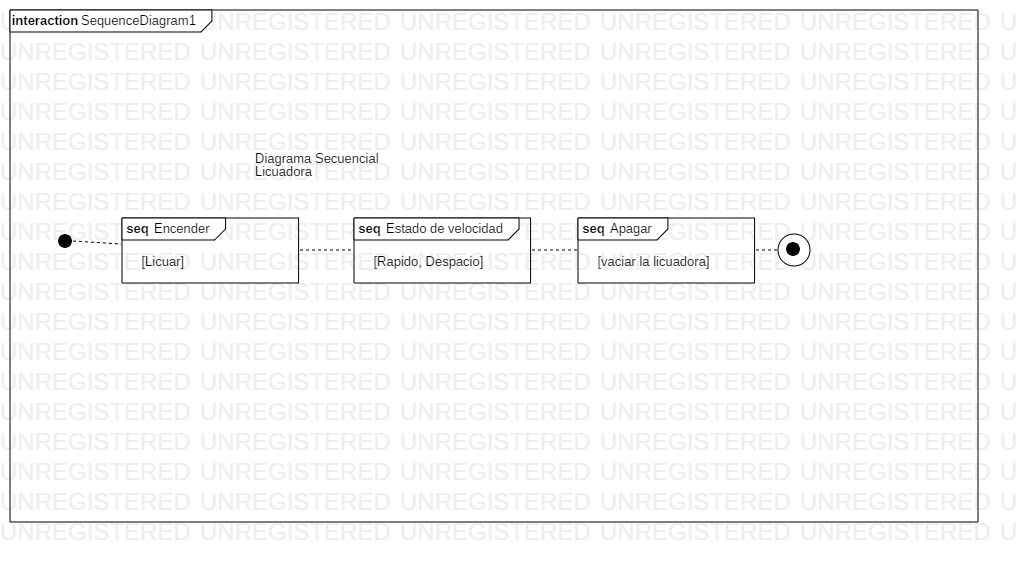 interaction SequenceDiagram1
Diagrama Secuencial
Licuadora
seq Encender
[Licuar]
seq Estado de velocidad
[Rapido, Despacio]
seq Apagar
[vaciar la licuadora]
UNREGISTERED UNREGISTERED UNREGISTERED UNREGISTERED UNREGISTERED U